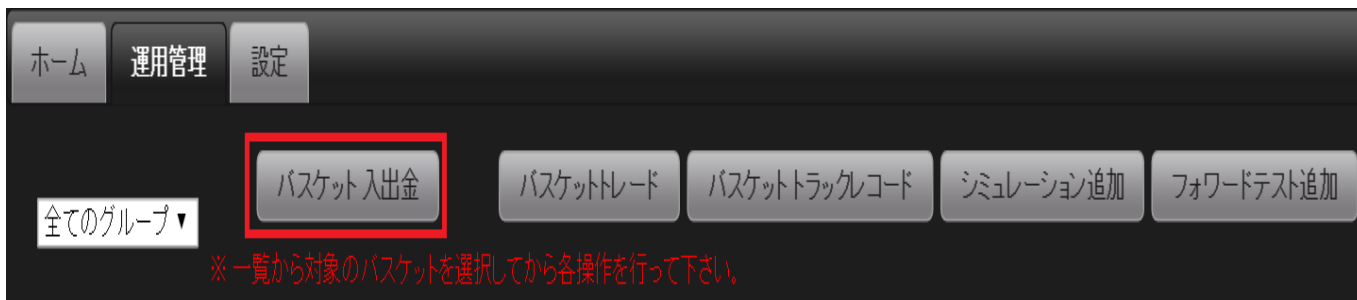 ホーム 運用管理 設定
バスケット入出金 バスケットトレード バスケットトラックレコード シミュレーション追加 フォワードテスト追加
全てのグループ▼
※ 一覧から対象のバスケットを選択してから各操作を行って下さい。